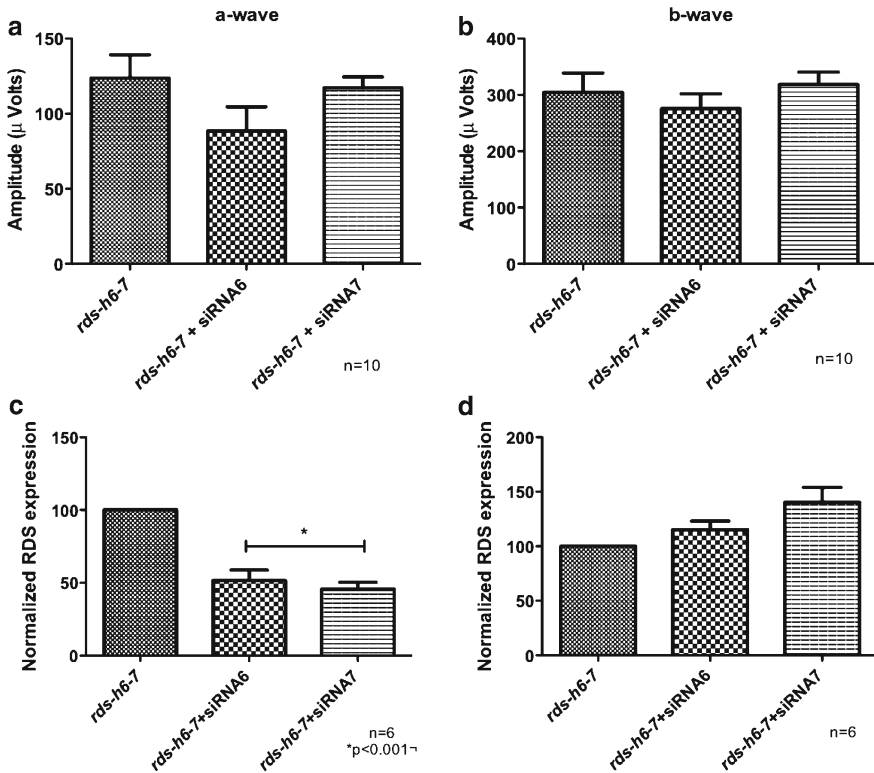 a
a-wave
Amplitude (μ Volts)
150
100
50
0
rds-h6-7
rds-h6-7 + siRNA6
rds-h6-7 + siRNA7
n=10
b
b-wave
Amplitude (μ Volts)
400
300
200
100
0
rds-h6-7
rds-h6-7 + siRNA6
rds-h6-7 + siRNA7
n=10
c
Normalized RDS expression
150
100
50
0
*
rds-h6-7
rds-h6-7+siRNA6
rds-h6-7+siRNA7
n=6
*p<0.001¬
d
Normalized RDS expression
200
150
100
50
0
rds-h6-7
rds-h6-7+siRNA6
rds-h6-7+siRNA7
n=6